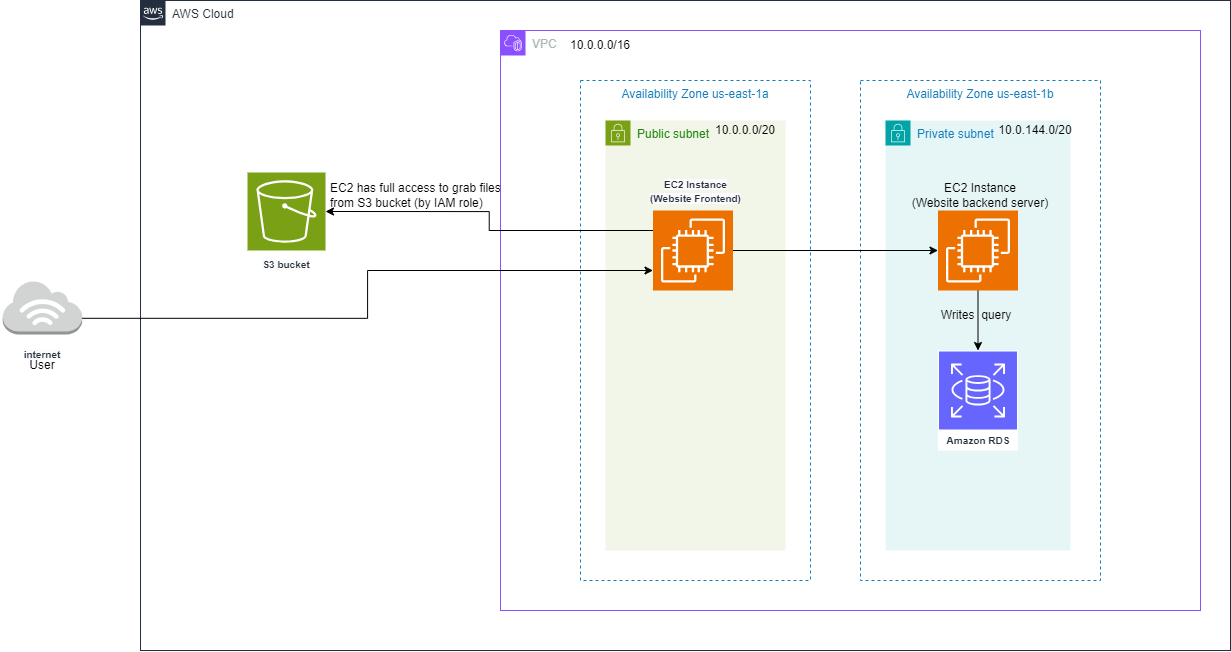 aws
AWS Cloud
VPC
10.0.0.0/16
Availability Zone us-east-1a
Availability Zone us-east-1b
Public subnet
10.0.0.0/20
Private subnet
10.0.144.0/20
EC2 has full access to grab files
from S3 bucket (by IAM role)
EC2 Instance
(Website Frontend)
EC2 Instance
(Website backend server)
S3 bucket
Writes query
internet
User
Amazon RDS